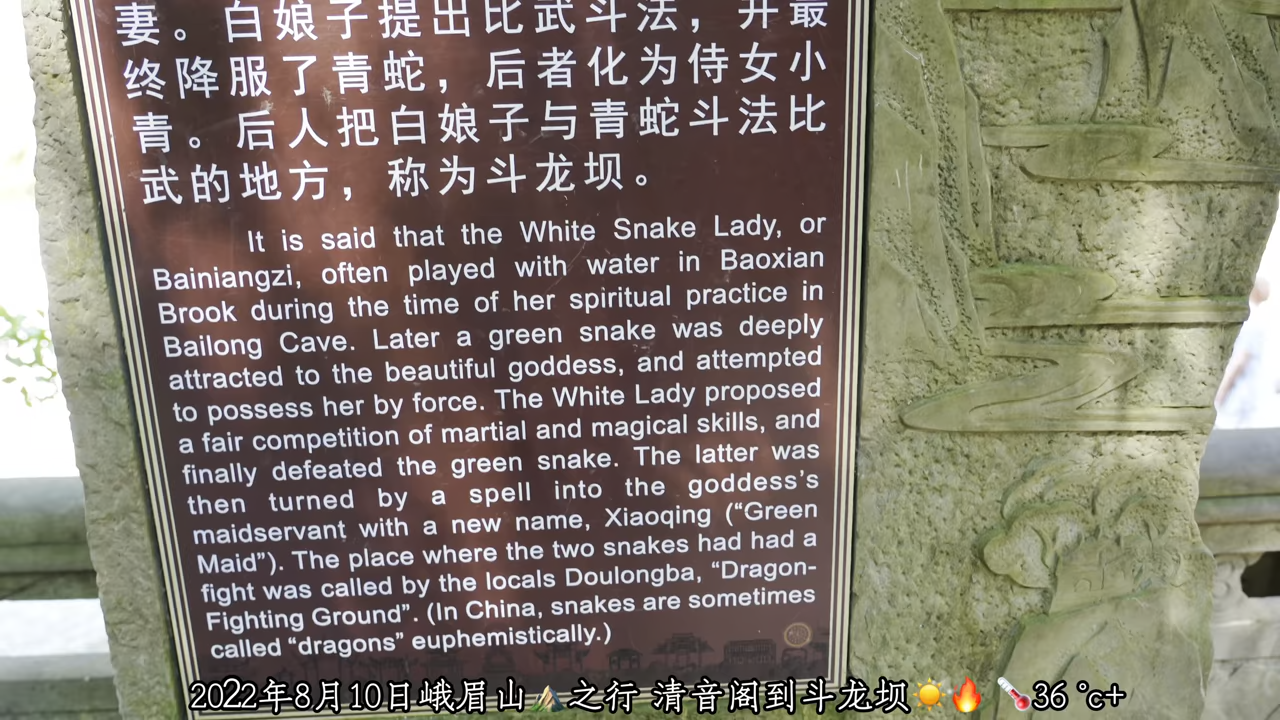 妻。白娘子提出比武斗法，并最
终降服了青蛇，后者化为侍女小
青。后人把白娘子与青蛇斗法比
武的地方，称为斗龙坝。
It is said that the White Snake Lady, or
Bainiangzi, often played with water in Baoxian
Brook during the time of her spiritual practice in
Bailong Cave. Later a green snake was deeply
attracted to the beautiful goddess, and attempted
to possess her by force. The White Lady proposed
a fair competition of martial and magical skills, and
finally defeated the green snake. The latter was
then turned by a spell into the goddess's
maidservant with a new name, Xiaoqing (“Green
Maid”). The place where the two snakes had had a
fight was called by the locals Doulongba, “Dragon-
Fighting Ground”. (In China, snakes are sometimes
called “dragons” euphemistically.)
2022年8月10日峨眉山⛰️之行 清音阁到斗龙坝☀️🔥 🌡️36 ℃+